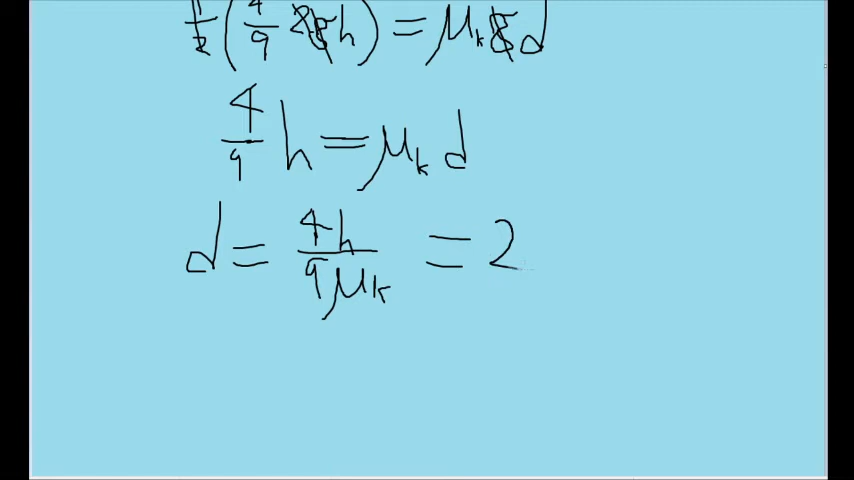 1/2 (4/9 2gh) = μk g d
4/9 h = μk d
d = 4h/9μk = 2